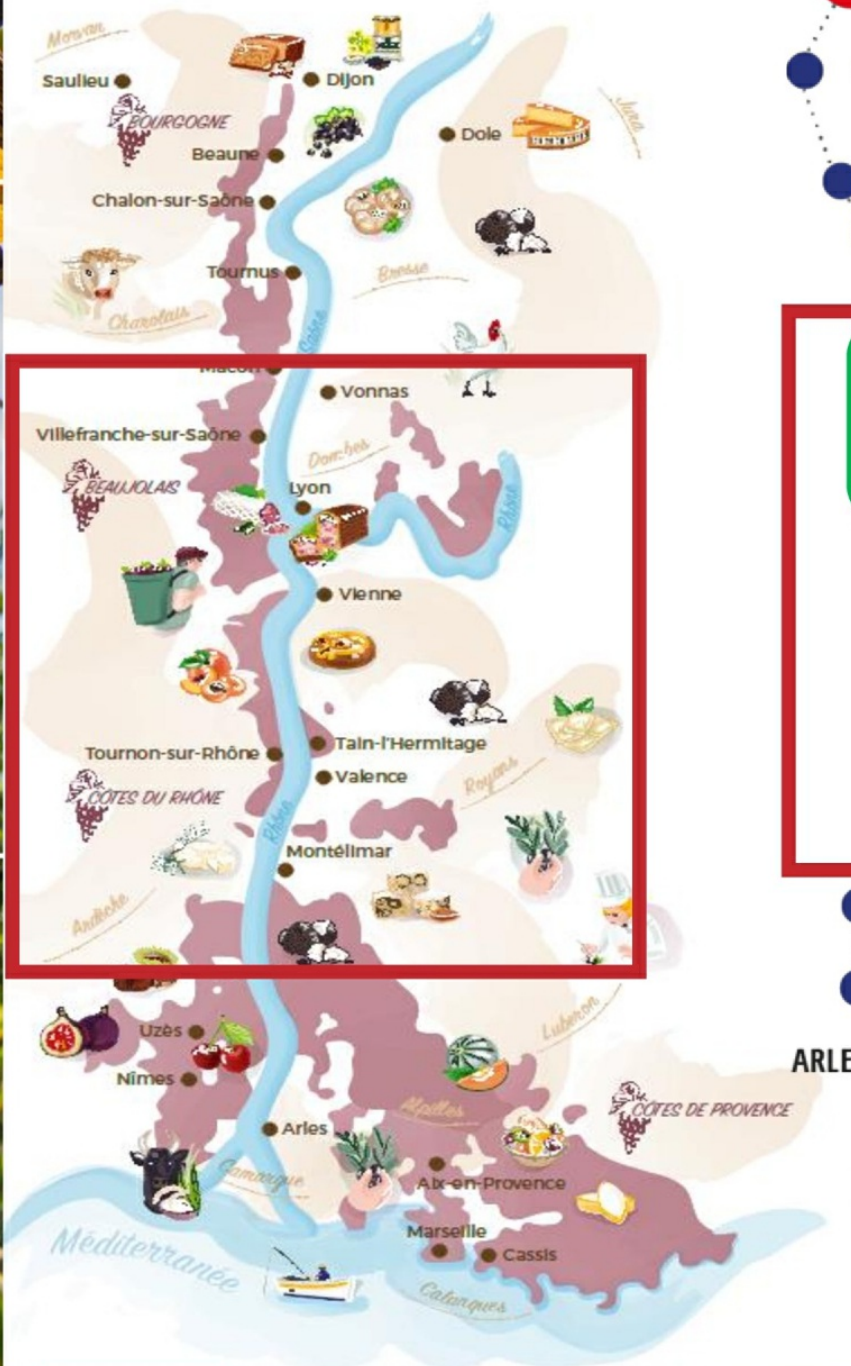 Morvan
Saulieu
Dijon
BOURGOGNE
Jura
Dole
Beaune
Chalon-sur-Saône
Tournus
Bresse
Charolais
Saône
Mâcon
Vonnas
Villefranche-sur-Saône
Dombes
BEAUJOLAIS
Lyon
Rhône
Vienne
Tain-l'Hermitage
Tournon-sur-Rhône
Valence
Royans
CÔTES DU RHÔNE
Rhône
Montélimar
Ardèche
Luberon
Uzès
Nîmes
ARLE
Alpilles
CÔTES DE PROVENCE
Arles
Camargue
Aix-en-Provence
Marseille
Cassis
Méditerranée
Calanques